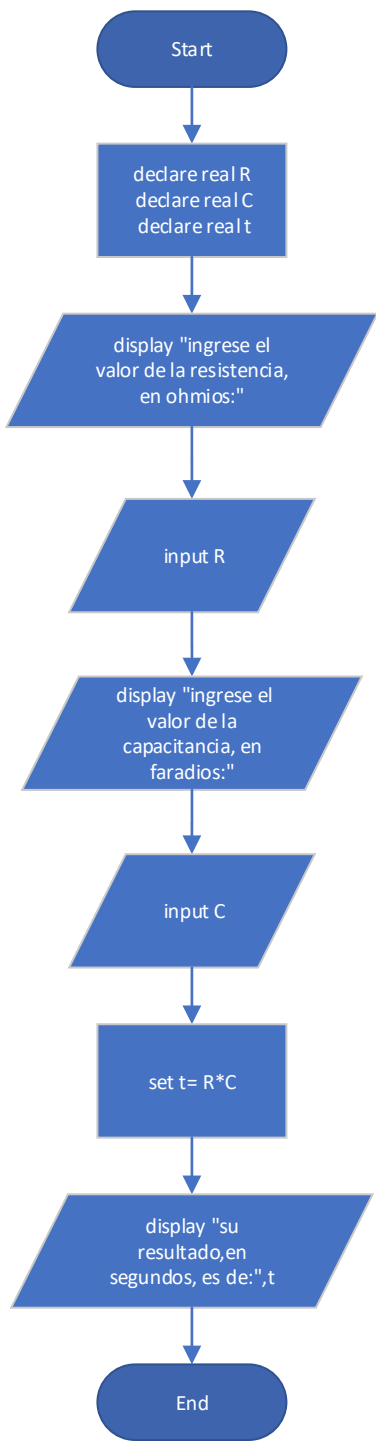 Start
declare real R
declare real C
declare real t
display "ingrese el
valor de la resistencia,
en ohmios:"
input R
display "ingrese el
valor de la
capacitancia, en
faradios:"
input C
set t= R*C
display "su
resultado,en
segundos, es de:",t
End